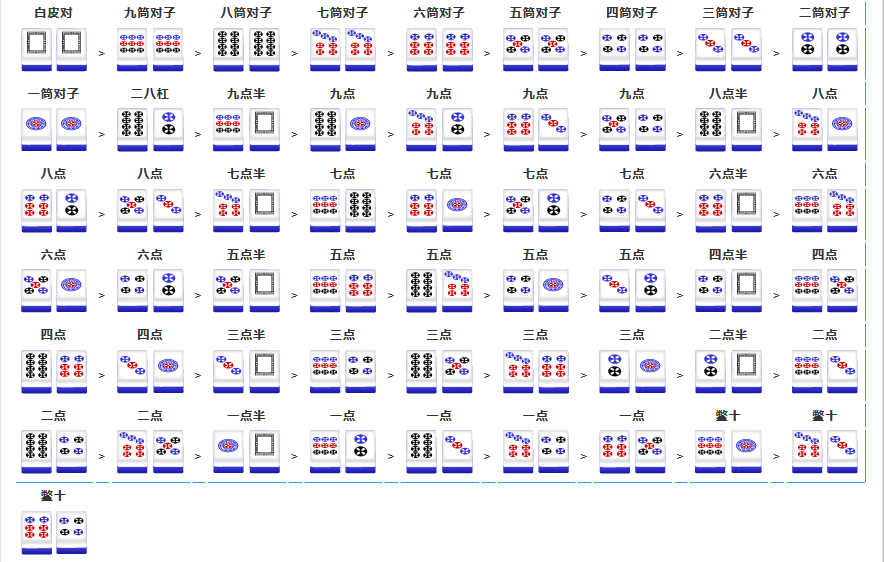 白皮对 九筒对子 八筒对子 七筒对子 六筒对子 五筒对子 四筒对子 三筒对子 二筒对子
> > > > > > > >
一筒对子 二八杠 九点半 九点 九点 九点 九点 八点半 八点
> > > > > > > >
八点 八点 七点半 七点 七点 七点 七点 六点半 六点
> > > > > > > >
六点 六点 五点半 五点 五点 五点 五点 四点半 四点
> > > > > > > >
四点 四点 三点半 三点 三点 三点 三点 二点半 二点
> > > > > > > >
二点 二点 一点半 一点 一点 一点 一点 鳖十 鳖十
> > > > > > > >
鳖十